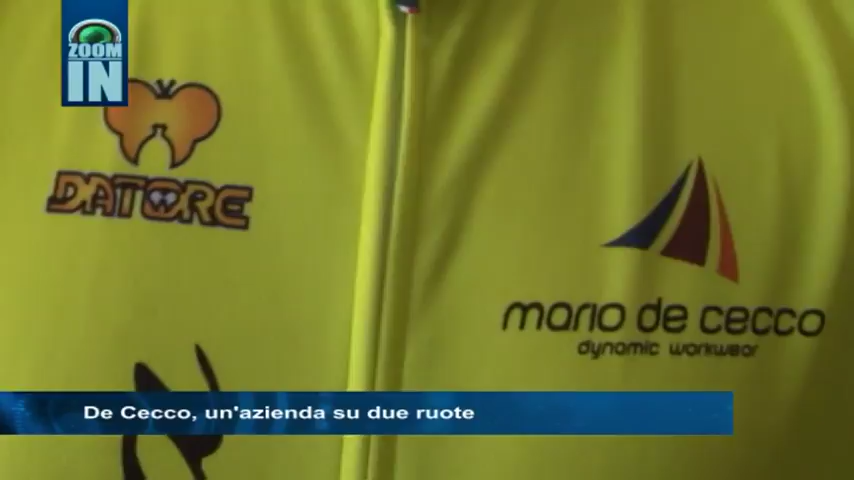 ZOOM
IN
DATORE
mario de cecco
dynamic workwear
De Cecco, un'azienda su due ruote